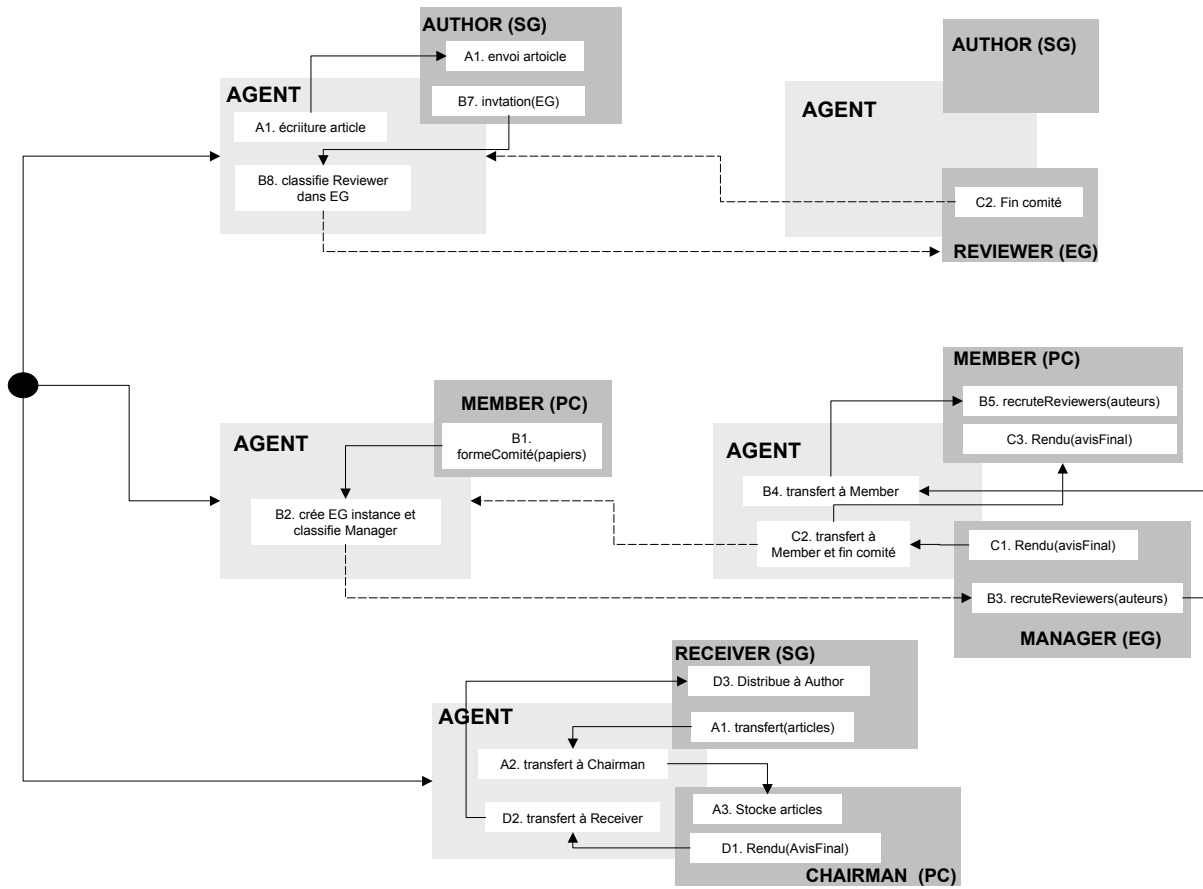 AUTHOR (SG)
A1. envoi artoicle
B7. invtation(EG)
AGENT
A1. écriiture article
B8. classifie Reviewer
dans EG
AUTHOR (SG)
AGENT
C2. Fin comité
REVIEWER (EG)
MEMBER (PC)
B1.
formeComité(papiers)
AGENT
B2. crée EG instance et
classifie Manager
MEMBER (PC)
B5. recruteReviewers(auteurs)
C3. Rendu(avisFinal)
AGENT
B4. transfert à Member
C2. transfert à
Member et fin comité
C1. Rendu(avisFinal)
B3. recruteReviewers(auteurs)
MANAGER (EG)
RECEIVER (SG)
D3. Distribue à Author
A1. transfert(articles)
AGENT
A2. transfert à Chairman
D2. transfert à Receiver
A3. Stocke articles
D1. Rendu(AvisFinal)
CHAIRMAN (PC)